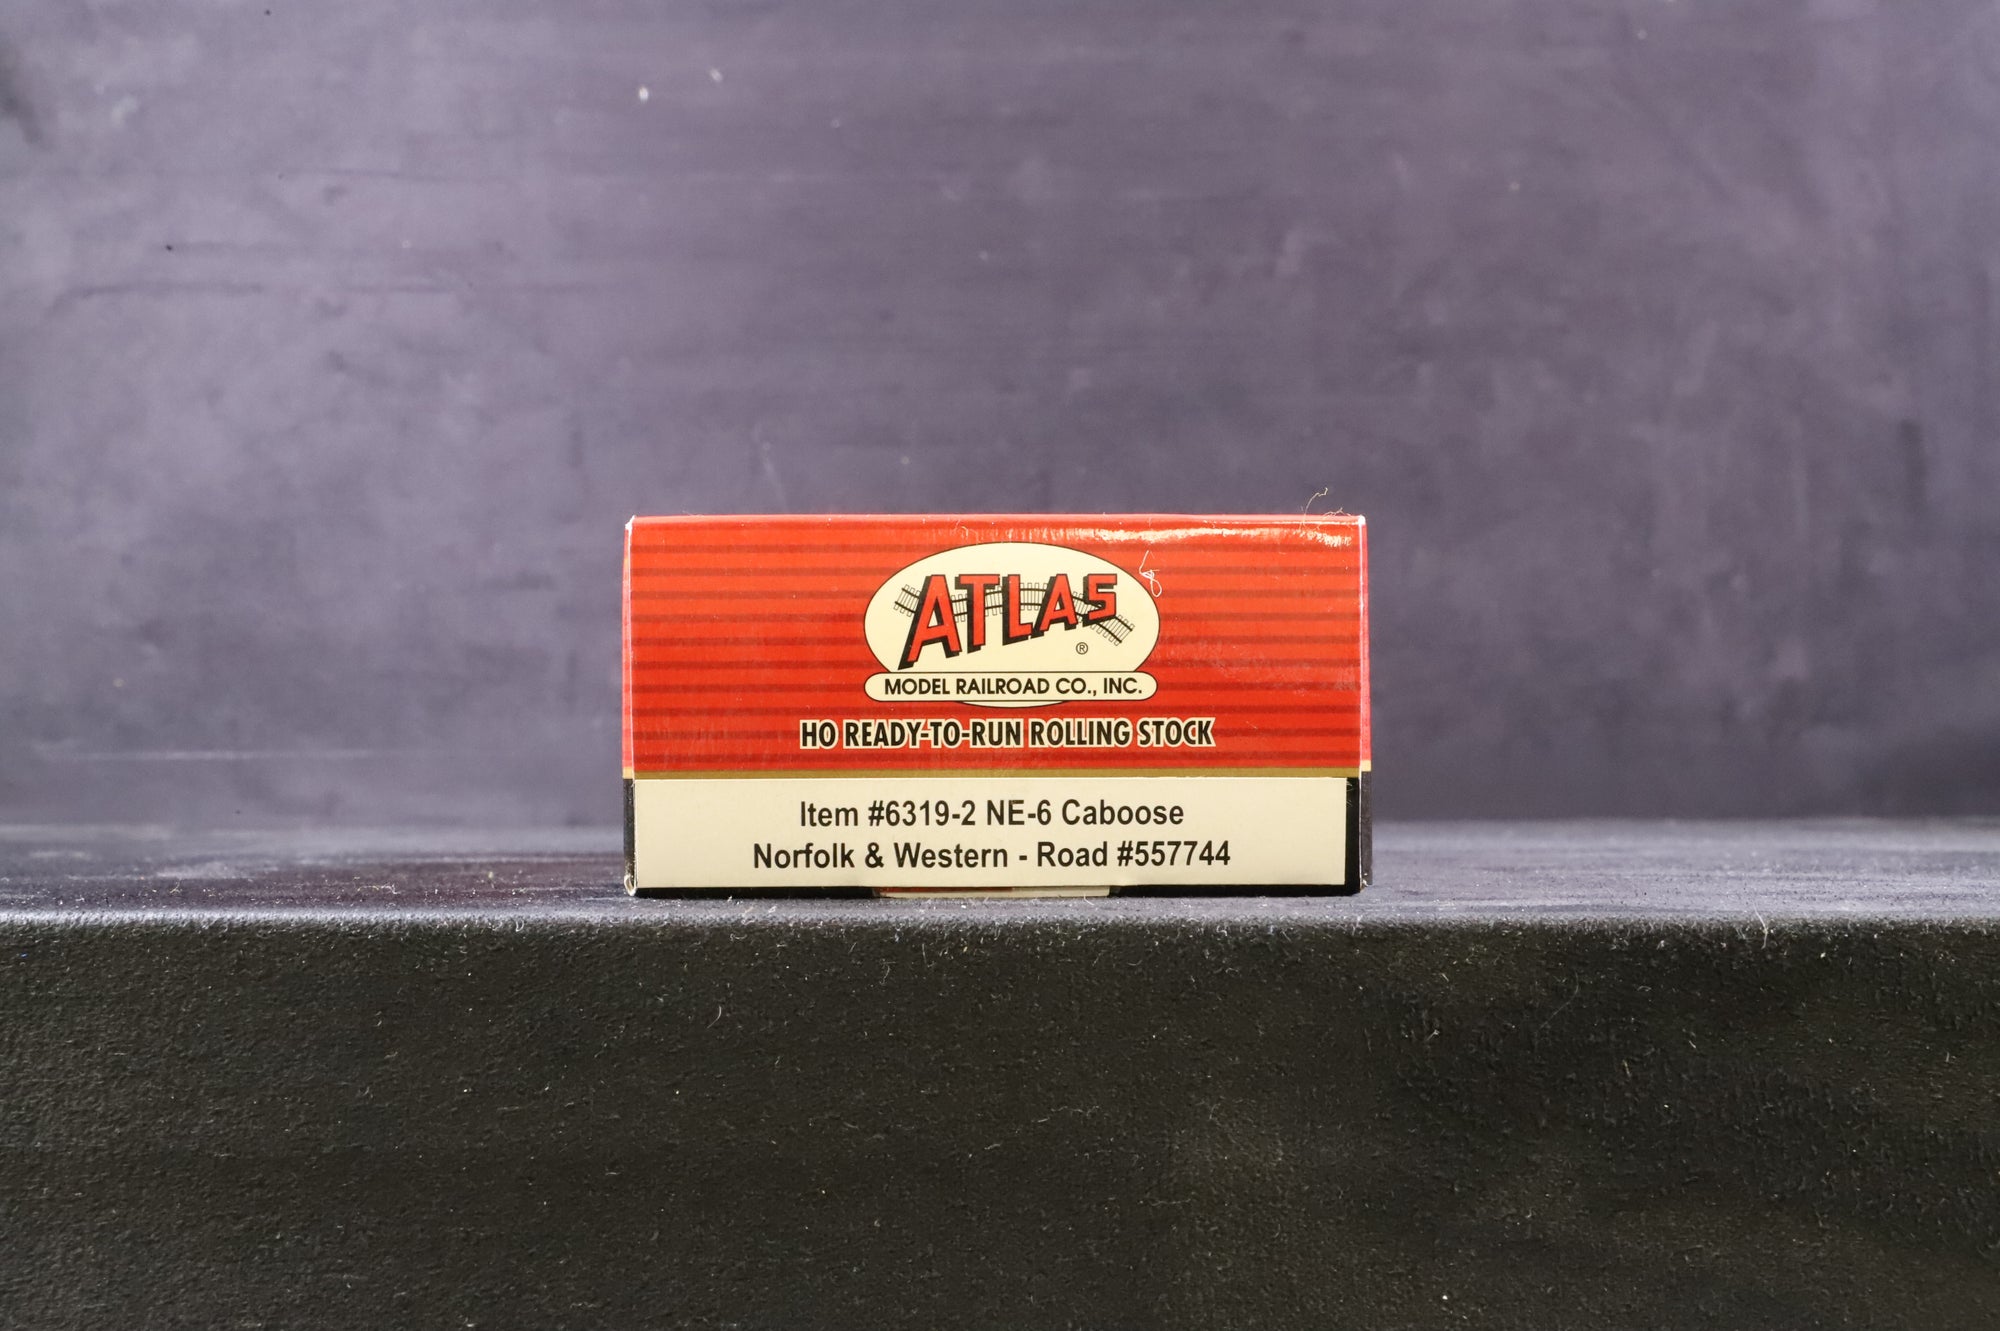 ATLAS
®
MODEL RAILROAD CO., INC.
HO READY-TO-RUN ROLLING STOCK
Item #6319-2 NE-6 Caboose
Norfolk & Western - Road #557744